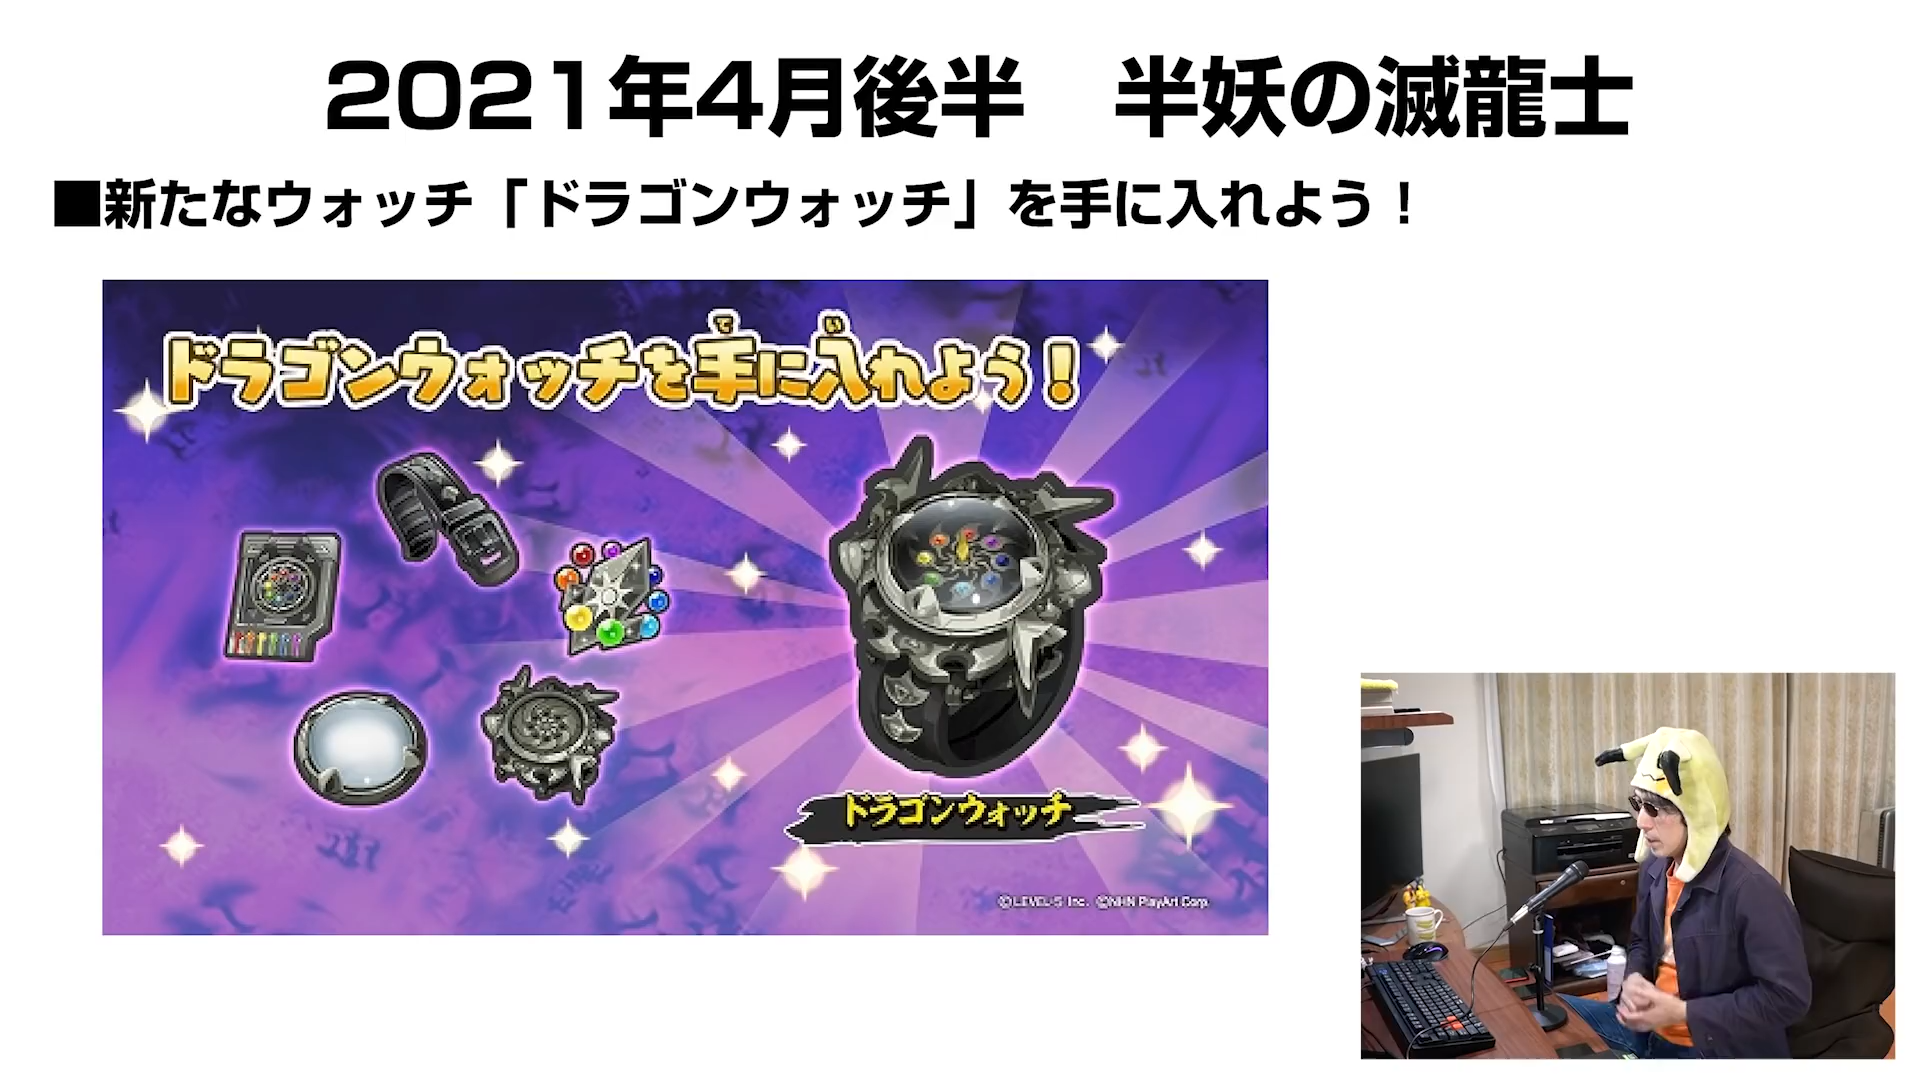 2021年4月後半　半妖の滅龍士
■新たなウォッチ「ドラゴンウォッチ」を手に入れよう！
ドラゴンウォッチを手に入れよう！
ドラゴンウォッチ
©LEVEL-5 Inc. ©NHN PlayArt Corp.